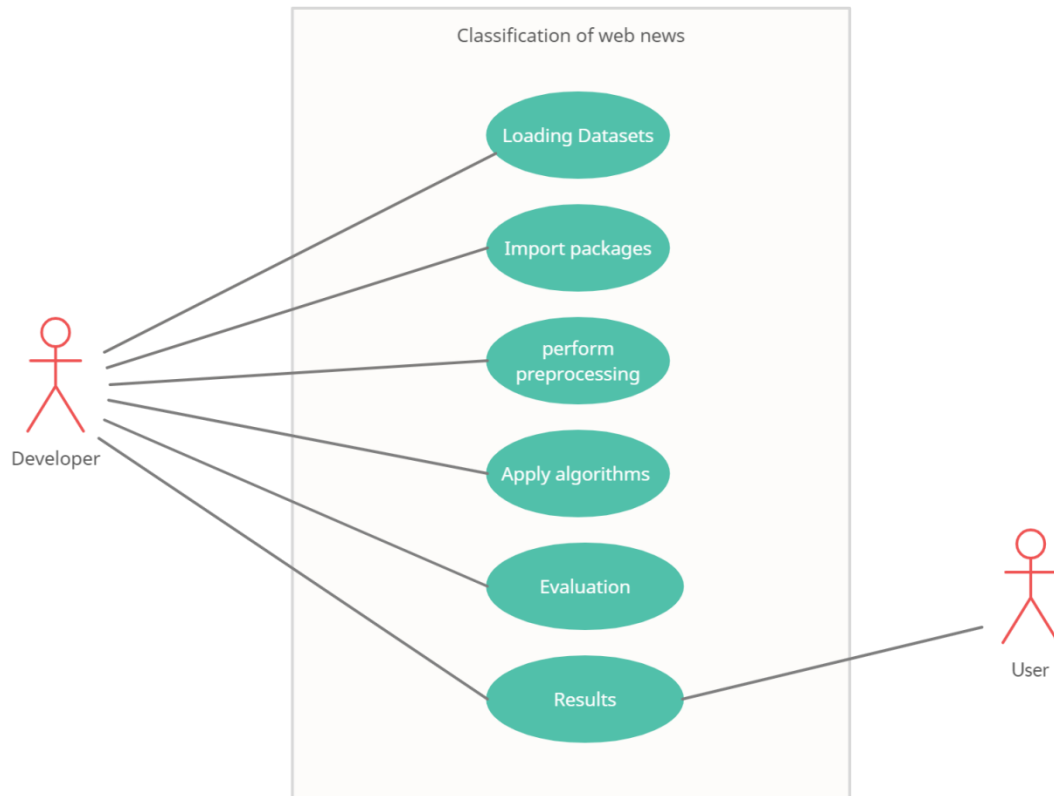 Classification of web news
Loading Datasets
Import packages
perform
preprocessing
Apply algorithms
Developer
Evaluation
User
Results